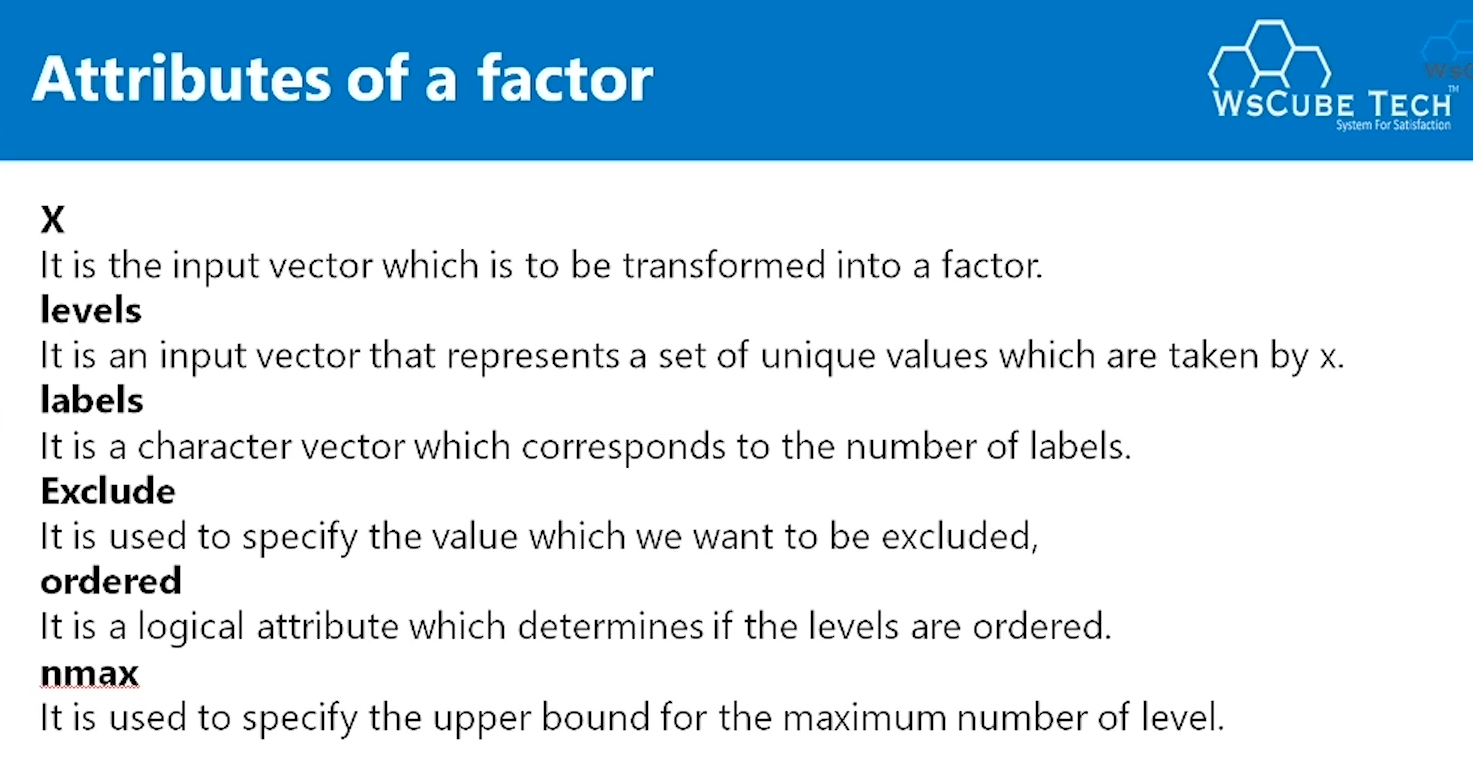 Attributes of a factor
WsCube Tech™
System For Satisfaction
WsC
X
It is the input vector which is to be transformed into a factor.
levels
It is an input vector that represents a set of unique values which are taken by x.
labels
It is a character vector which corresponds to the number of labels.
Exclude
It is used to specify the value which we want to be excluded,
ordered
It is a logical attribute which determines if the levels are ordered.
nmax
It is used to specify the upper bound for the maximum number of level.